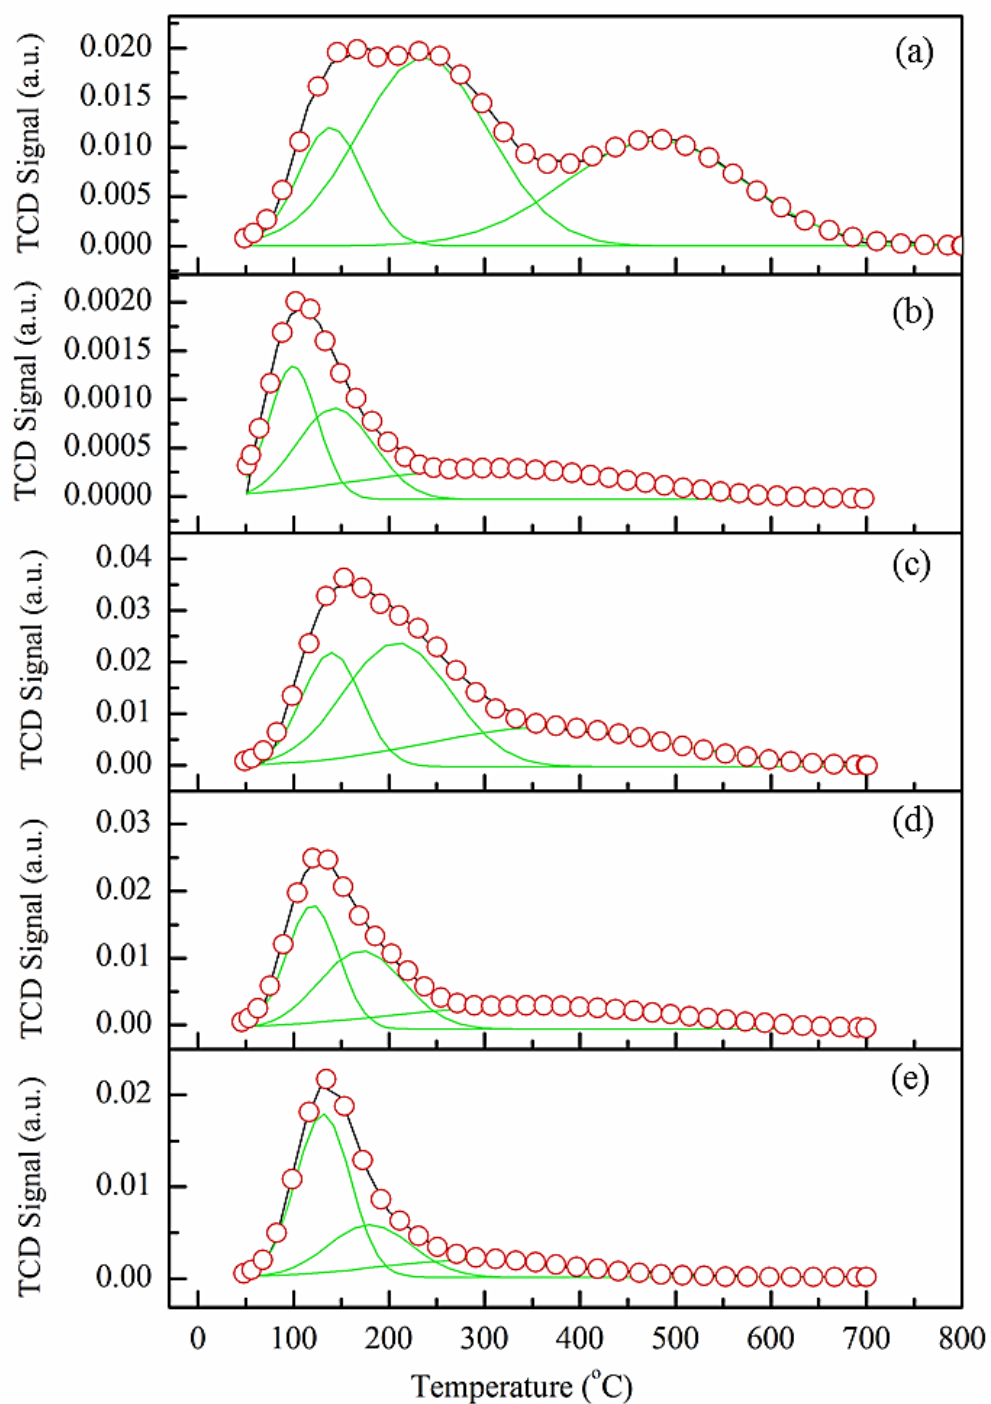 (a)
TCD Signal (a.u.)
0.020
0.015
0.010
0.005
0.000
(b)
TCD Signal (a.u.)
0.0020
0.0015
0.0010
0.0005
0.0000
(c)
TCD Signal (a.u.)
0.04
0.03
0.02
0.01
0.00
(d)
TCD Signal (a.u.)
0.03
0.02
0.01
0.00
(e)
TCD Signal (a.u.)
0.02
0.01
0.00
0 100 200 300 400 500 600 700 800
Temperature (°C)